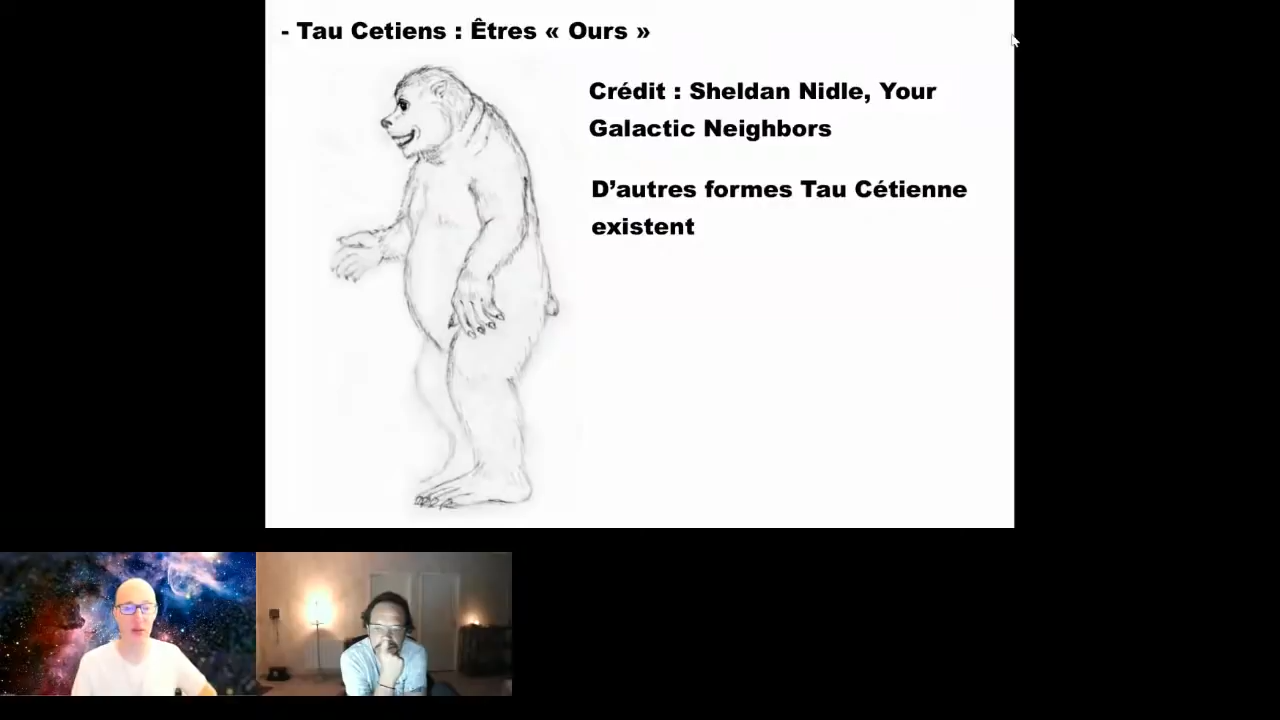 - Tau Cetiens : Êtres « Ours »
Crédit : Sheldan Nidle, Your
Galactic Neighbors
D’autres formes Tau Cétienne
existent